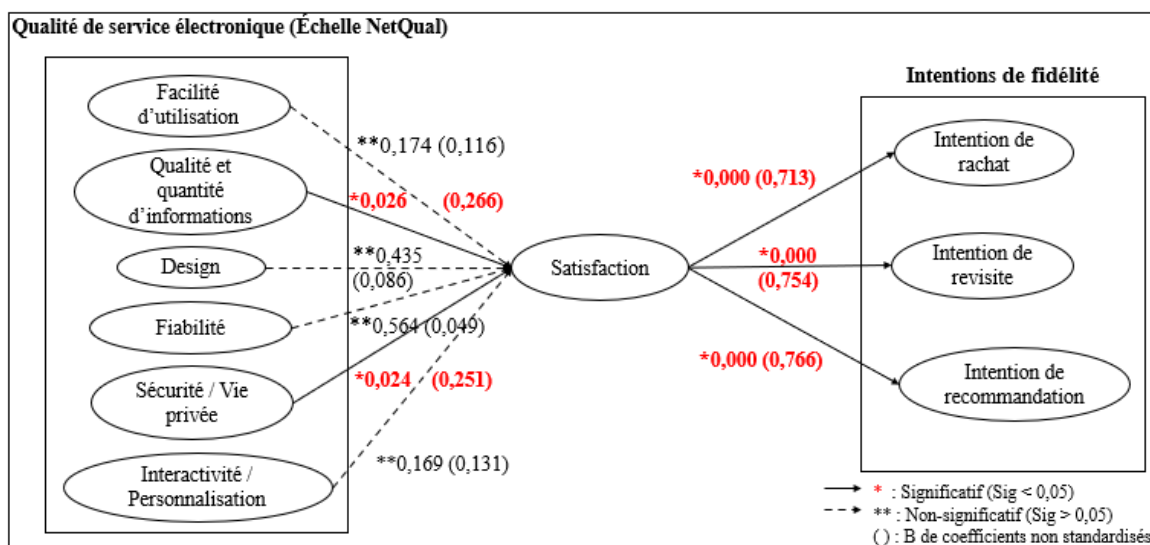 Qualité de service électronique (Échelle NetQual)
Facilité
d’utilisation
Qualité et
quantité
d’informations
Design
Fiabilité
Sécurité / Vie
privée
Interactivité /
Personnalisation
**0,174 (0,116)
*0,026 (0,266)
**0,435
(0,086)
**0,564 (0,049)
*0,024 (0,251)
**0,169 (0,131)
Satisfaction
*0,000 (0,713)
*0,000
(0,754)
*0,000 (0,766)
Intentions de fidélité
Intention de
rachat
Intention de
revisite
Intention de
recommandation
* : Significatif (Sig < 0,05)
** : Non-significatif (Sig > 0,05)
( ) : B de coefficients non standardisés